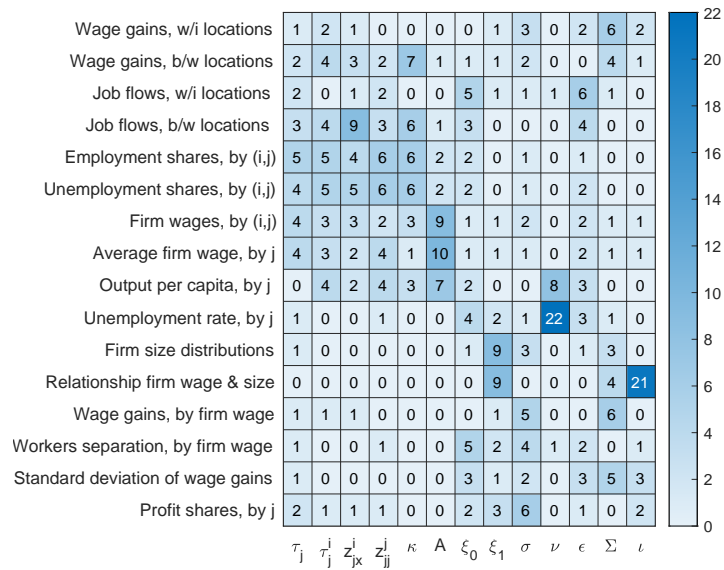 Wage gains, w/i locations 1 2 1 0 0 0 0 1 3 0 2 6 2
Wage gains, b/w locations 2 4 3 2 7 1 1 1 2 0 0 4 1
Job flows, w/i locations 2 0 1 2 0 0 5 1 1 1 6 1 0
Job flows, b/w locations 3 4 9 3 6 1 3 0 0 0 4 0 0
Employment shares, by (i,j) 5 5 4 6 6 2 2 0 1 0 1 0 0
Unemployment shares, by (i,j) 4 5 5 6 6 2 2 0 1 0 2 0 0
Firm wages, by (i,j) 4 3 3 2 3 9 1 1 2 0 2 1 1
Average firm wage, by j 4 3 2 4 1 10 1 1 1 0 2 1 1
Output per capita, by j 0 4 2 4 3 7 2 0 0 8 3 0 0
Unemployment rate, by j 1 0 0 1 0 0 4 2 1 22 3 1 0
Firm size distributions 1 0 0 0 0 0 1 9 3 0 1 3 0
Relationship firm wage & size 0 0 0 0 0 0 0 9 0 0 0 4 21
Wage gains, by firm wage 1 1 1 0 0 0 0 1 5 0 0 6 0
Workers separation, by firm wage 1 0 0 1 0 0 5 2 4 1 2 0 1
Standard deviation of wage gains 1 0 0 0 0 0 3 1 2 0 3 5 3
Profit shares, by j 2 1 1 1 0 0 2 3 6 0 1 0 2
τ_j τ_j^i z_jx^i z_jj^j κ A ξ_0 ξ_1 σ ν ϵ Σ ι
22
20
18
16
14
12
10
8
6
4
2
0